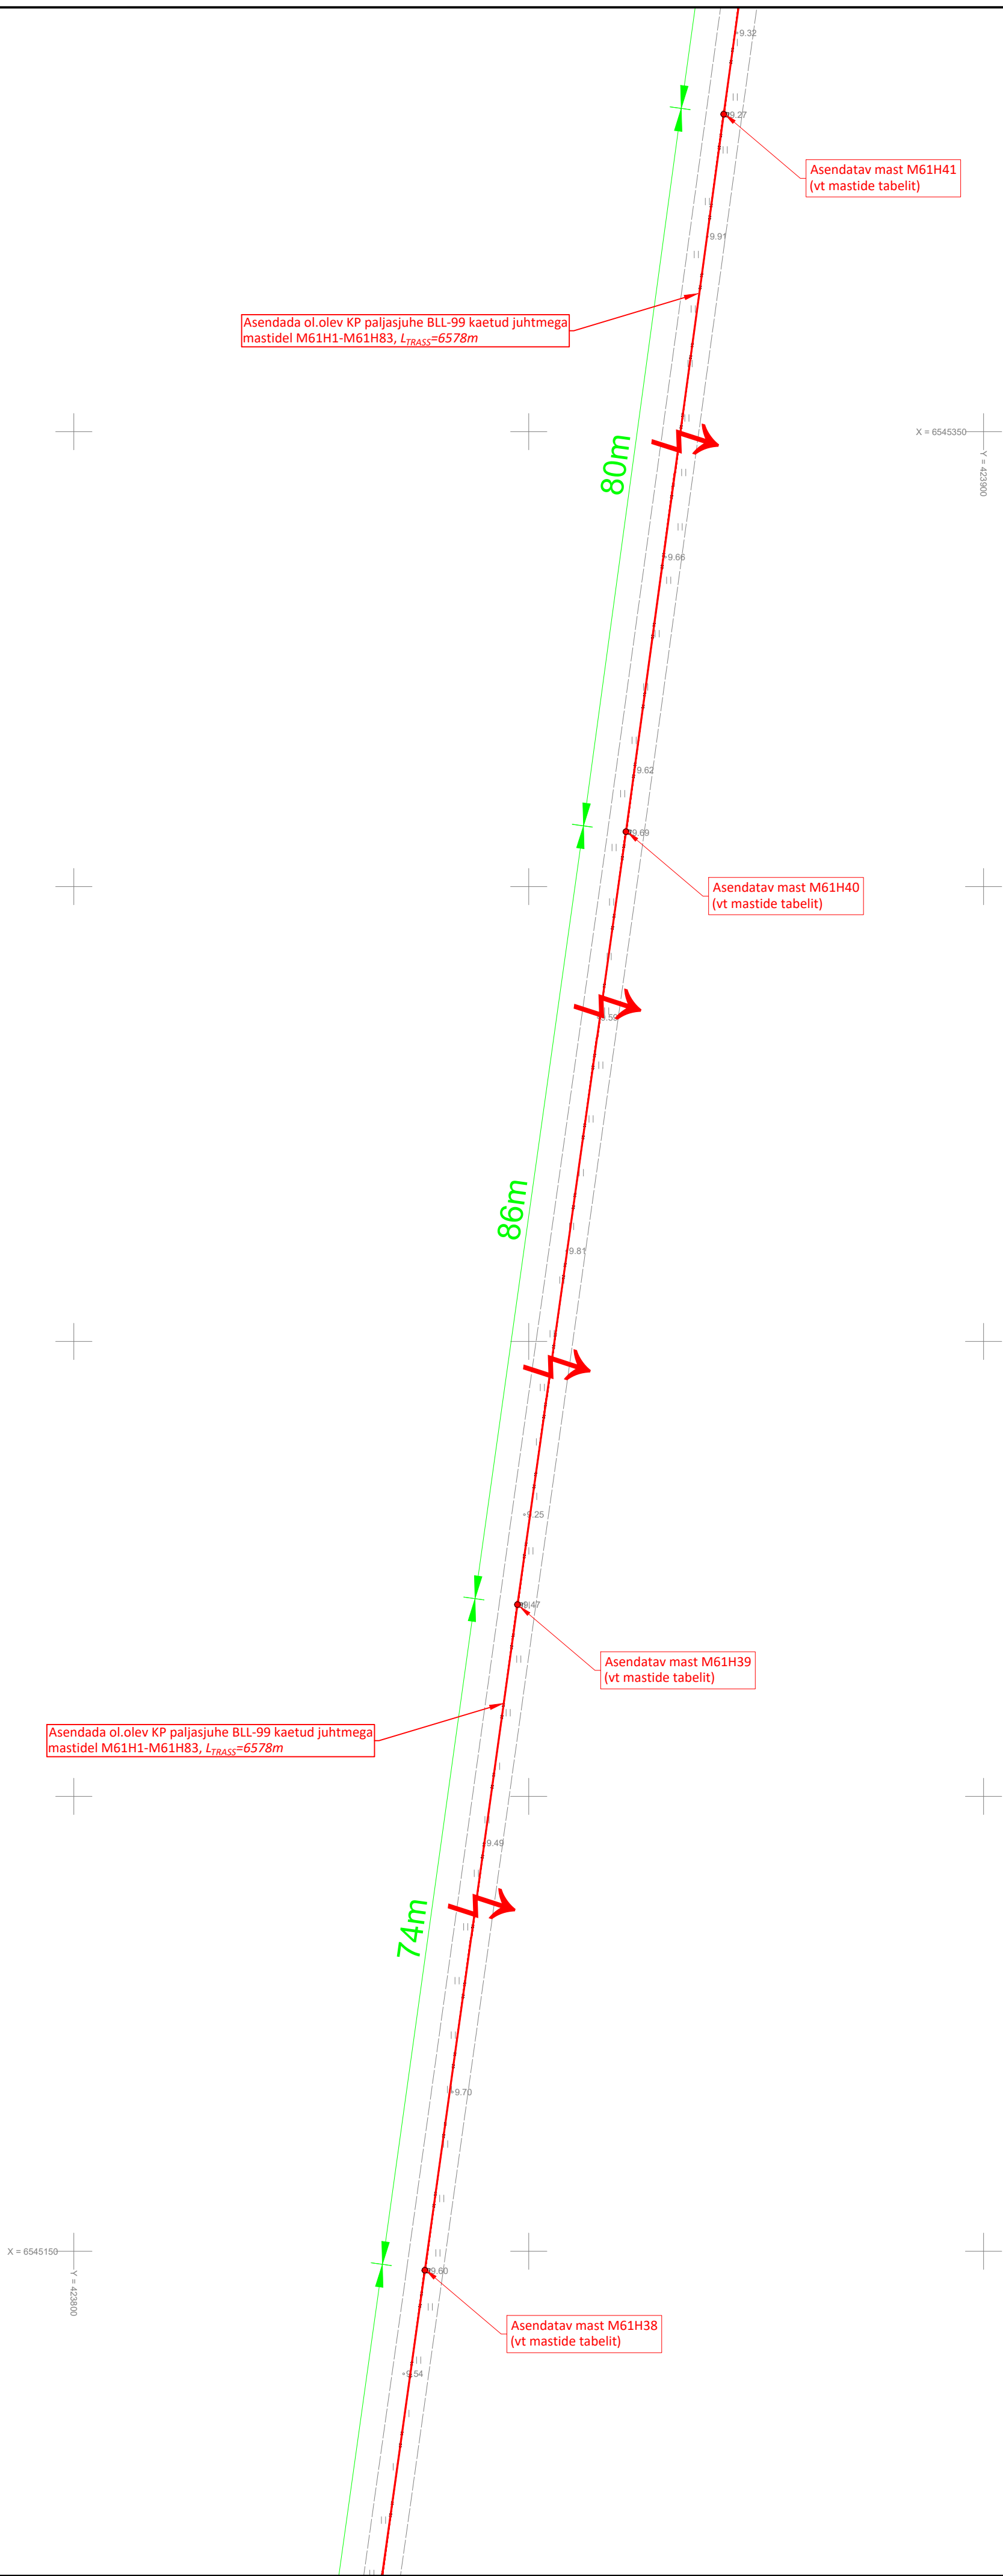 9.32
9.27
Asendatav mast M61H41
(vt mastide tabelit)
9.91
Asendada ol.olev KP paljasjuhe BLL-99 kaetud juhtmega
mastidel M61H1-M61H83, LTRASS=6578m
X = 6545350
Y = 423900
80m
9.66
9.62
9.69
Asendatav mast M61H40
(vt mastide tabelit)
86m
9.81
9.25
9.47
Asendatav mast M61H39
(vt mastide tabelit)
Asendada ol.olev KP paljasjuhe BLL-99 kaetud juhtmega
mastidel M61H1-M61H83, LTRASS=6578m
9.49
74m
9.70
X = 6545150
Y = 423800
9.60
Asendatav mast M61H38
(vt mastide tabelit)
9.54